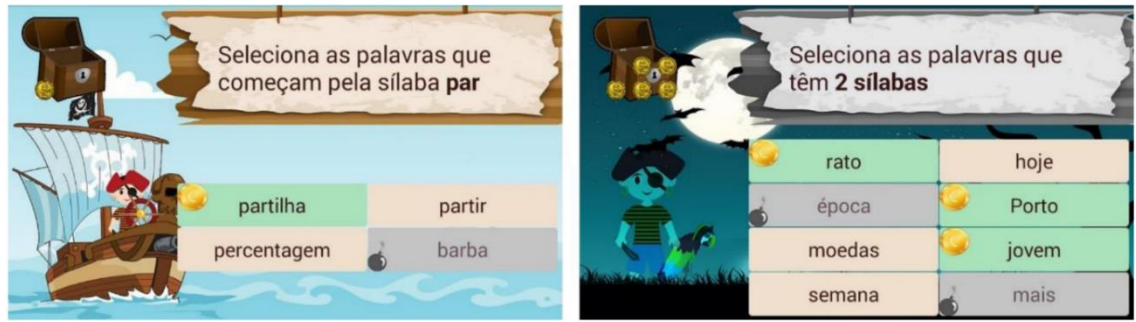 Seleciona as palavras que
começam pela sílaba par
partilha
partir
percentagem
barba
Seleciona as palavras que
têm 2 sílabas
rato
hoje
época
Porto
moedas
jovem
semana
mais